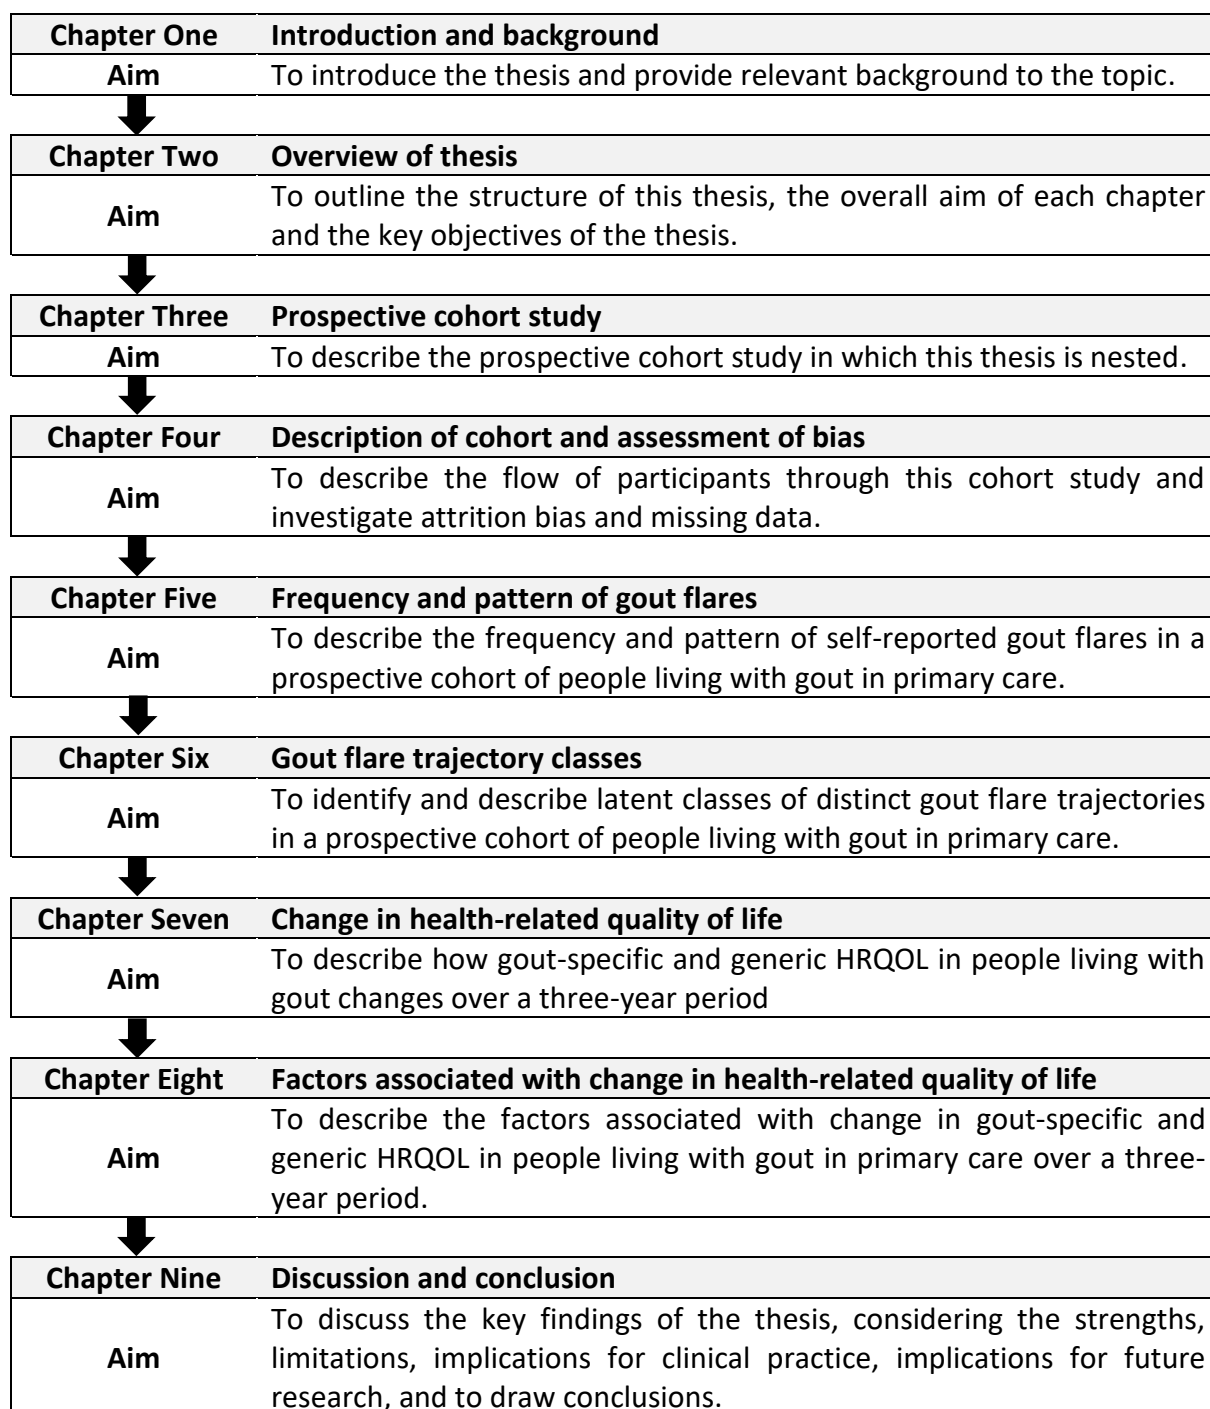 Chapter One Introduction and background
Aim To introduce the thesis and provide relevant background to the topic.
Chapter Two Overview of thesis
Aim To outline the structure of this thesis, the overall aim of each chapter
and the key objectives of the thesis.
Chapter Three Prospective cohort study
Aim To describe the prospective cohort study in which this thesis is nested.
Chapter Four Description of cohort and assessment of bias
Aim To describe the flow of participants through this cohort study and
investigate attrition bias and missing data.
Chapter Five Frequency and pattern of gout flares
Aim To describe the frequency and pattern of self-reported gout flares in a
prospective cohort of people living with gout in primary care.
Chapter Six Gout flare trajectory classes
Aim To identify and describe latent classes of distinct gout flare trajectories
in a prospective cohort of people living with gout in primary care.
Chapter Seven Change in health-related quality of life
Aim To describe how gout-specific and generic HRQOL in people living with
gout changes over a three-year period
Chapter Eight Factors associated with change in health-related quality of life
To describe the factors associated with change in gout-specific and
Aim generic HRQOL in people living with gout in primary care over a three-
year period.
Chapter Nine Discussion and conclusion
To discuss the key findings of the thesis, considering the strengths,
Aim limitations, implications for clinical practice, implications for future
research, and to draw conclusions.